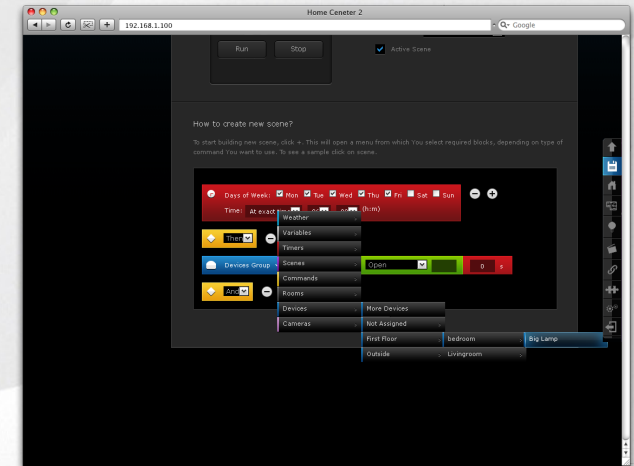 Home Ceneter 2
192.168.1.100
Google
Run
Stop
Active Scene
How to create new scene?
To start building new scene, click +. This will open a menu from which You select required blocks, depending on type of
command You want to use. To see a sample click on scene.
Days of Week: Mon Tue Wed Thu Fri Sat Sun
Time: At exact (h:m)
Then
Weather
Variables
Timers
Scenes
Commands
Rooms
Devices
Cameras
Devices Group
Open
0 s
And
More Devices
Not Assigned
First Floor
Outside
bedroom
Livingroom
Big Lamp